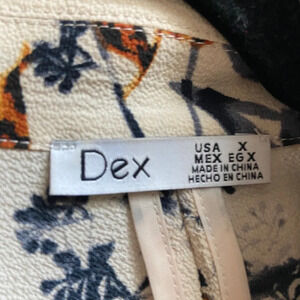 Dex
USA X
MEX EG X
MADE IN CHINA
HECHO EN CHINA